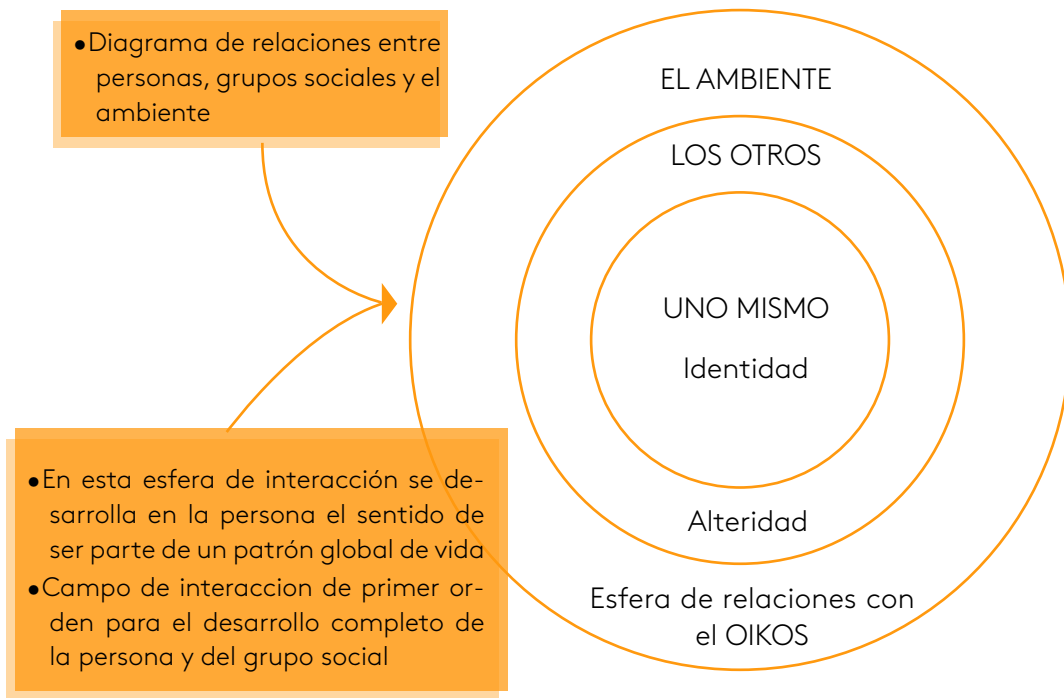 •Diagrama de relaciones entre
personas, grupos sociales y el
ambiente
EL AMBIENTE
LOS OTROS
UNO MISMO
Identidad
Alteridad
Esfera de relaciones con
el OIKOS
•En esta esfera de interacción se de-
sarrolla en la persona el sentido de
ser parte de un patrón global de vida
•Campo de interaccion de primer or-
den para el desarrollo completo de
la persona y del grupo social